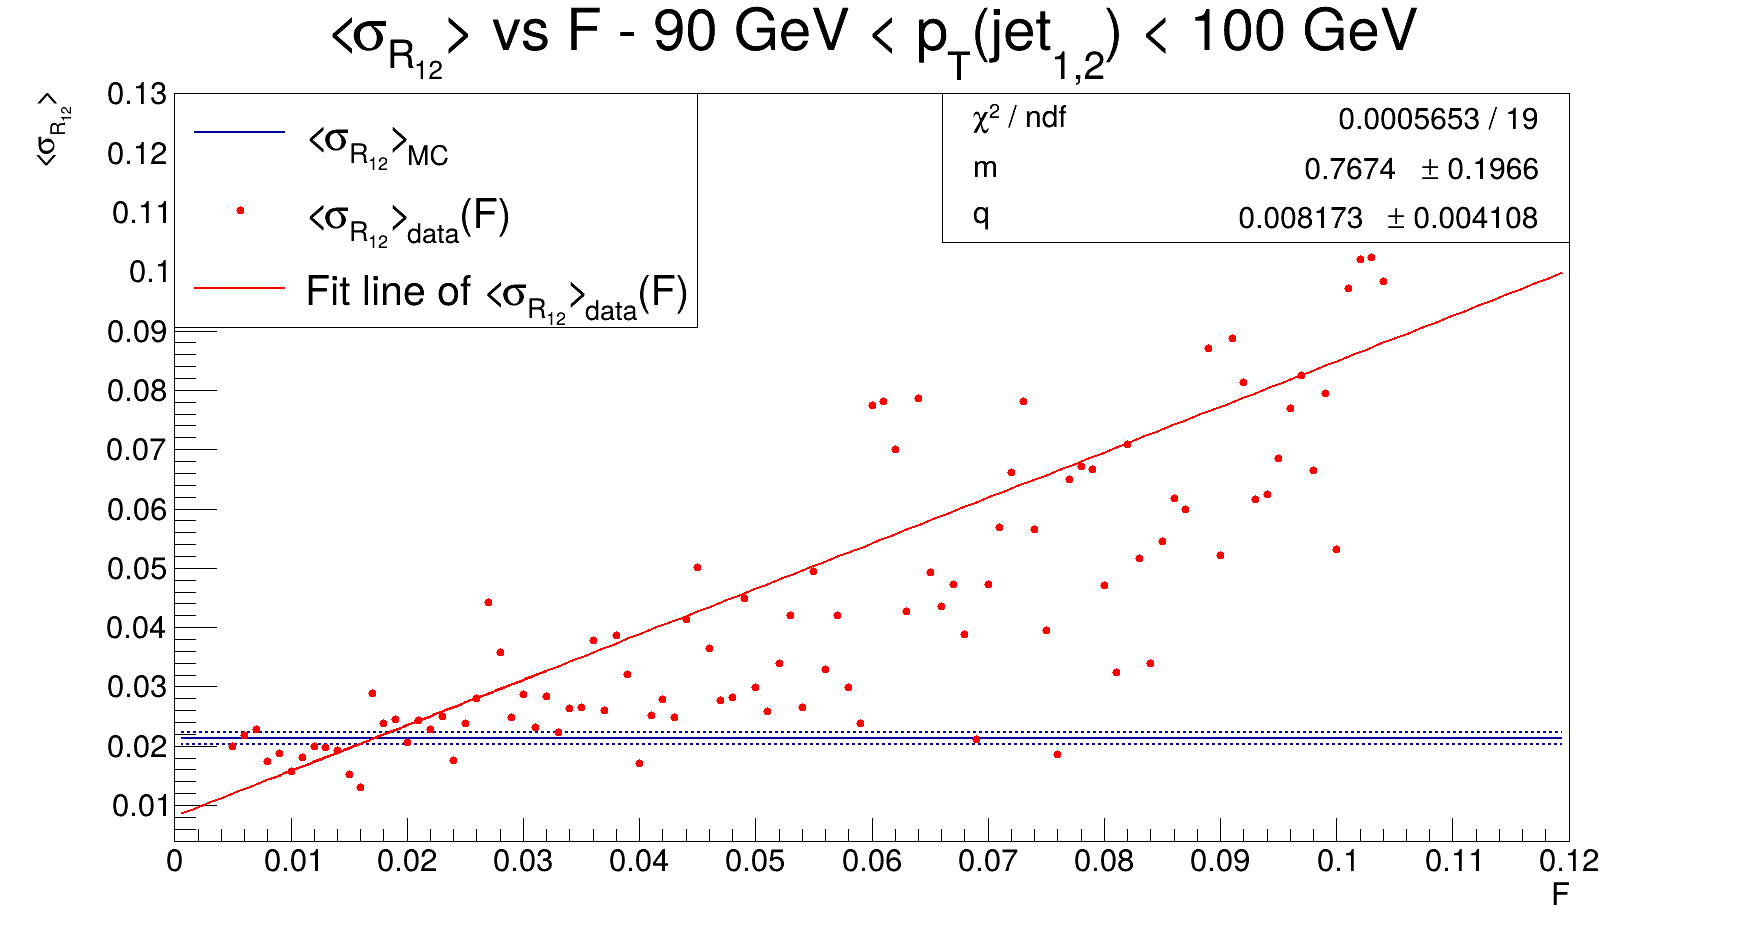 <σR12> vs F - 90 GeV < pT(jet1,2) < 100 GeV
<σR12>
0.13
0.12
0.11
0.1
0.09
0.08
0.07
0.06
0.05
0.04
0.03
0.02
0.01
<σR12>MC
<σR12>data(F)
Fit line of <σR12>data(F)
χ2 / ndf 0.0005653 / 19
m 0.7674 ± 0.1966
q 0.008173 ± 0.004108
0 0.01 0.02 0.03 0.04 0.05 0.06 0.07 0.08 0.09 0.1 0.11 0.12
F